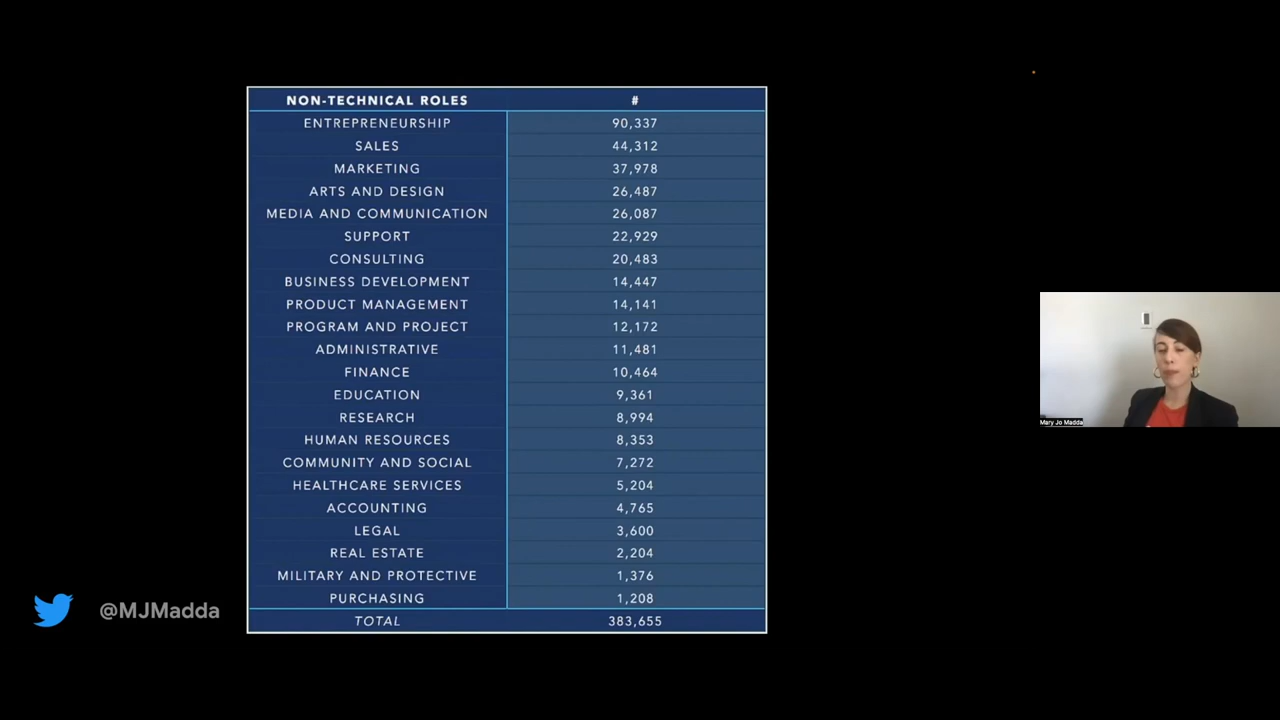 NON-TECHNICAL ROLES #
ENTREPRENEURSHIP 90,337
SALES 44,312
MARKETING 37,978
ARTS AND DESIGN 26,487
MEDIA AND COMMUNICATION 26,087
SUPPORT 22,929
CONSULTING 20,483
BUSINESS DEVELOPMENT 14,447
PRODUCT MANAGEMENT 14,141
PROGRAM AND PROJECT 12,172
ADMINISTRATIVE 11,481
FINANCE 10,464
EDUCATION 9,361
RESEARCH 8,994
HUMAN RESOURCES 8,353
COMMUNITY AND SOCIAL 7,272
HEALTHCARE SERVICES 5,204
ACCOUNTING 4,765
LEGAL 3,600
REAL ESTATE 2,204
MILITARY AND PROTECTIVE 1,376
PURCHASING 1,208
TOTAL 383,655
@MJMadda
Mary Jo Madda